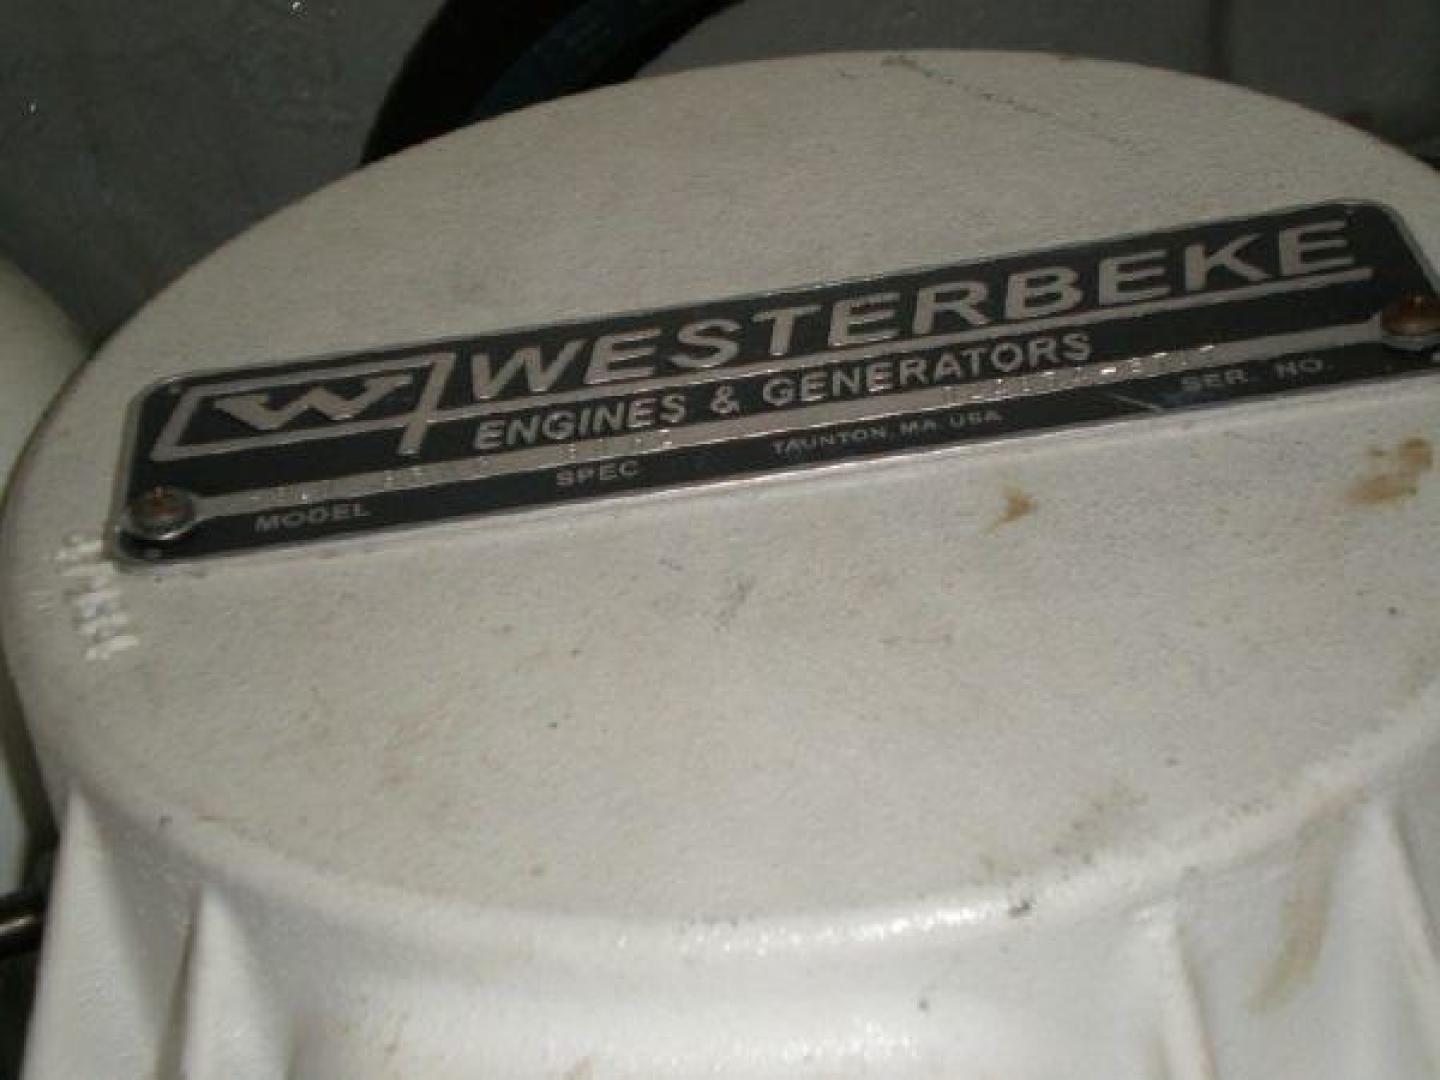 W WESTERBEKE
ENGINES & GENERATORS
MODEL SPEC TAUNTON, MA. USA SER. NO.